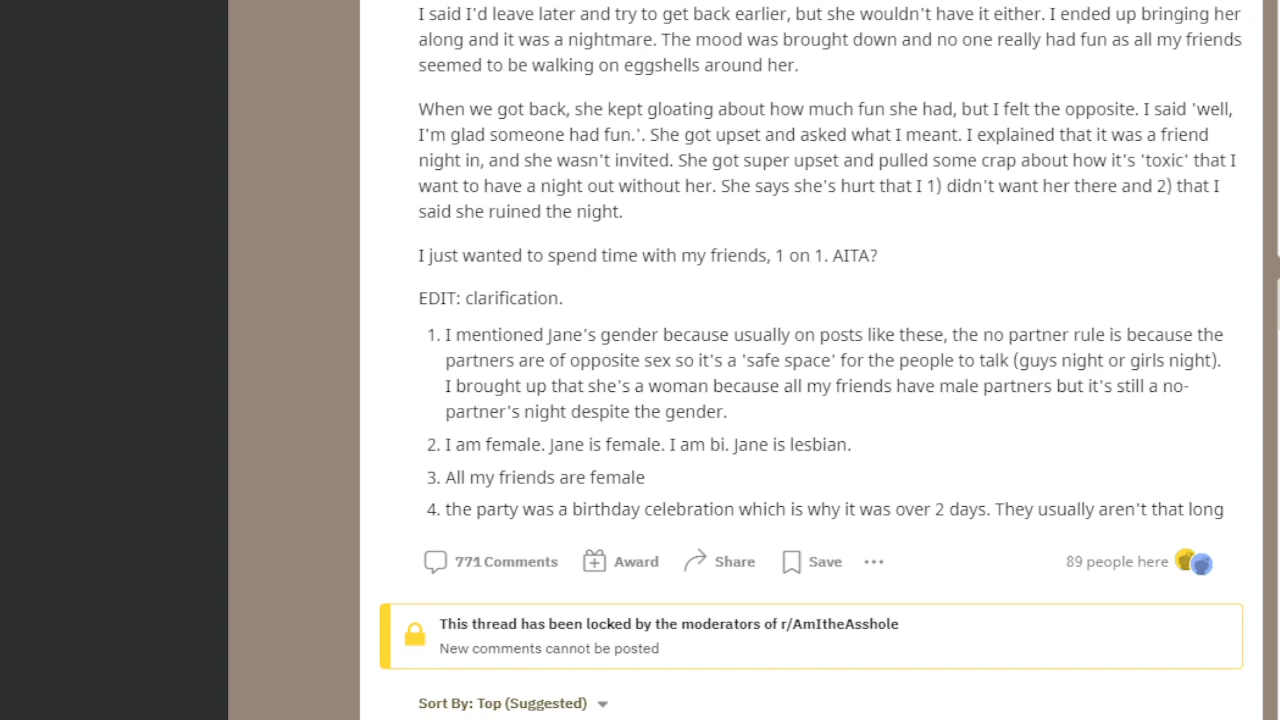 I said I'd leave later and try to get back earlier, but she wouldn't have it either. I ended up bringing her
along and it was a nightmare. The mood was brought down and no one really had fun as all my friends
seemed to be walking on eggshells around her.
When we got back, she kept gloating about how much fun she had, but I felt the opposite. I said 'well,
I'm glad someone had fun.'. She got upset and asked what I meant. I explained that it was a friend
night in, and she wasn't invited. She got super upset and pulled some crap about how it's 'toxic' that I
want to have a night out without her. She says she's hurt that I 1) didn't want her there and 2) that I
said she ruined the night.
I just wanted to spend time with my friends, 1 on 1. AITA?
EDIT: clarification.
1. I mentioned Jane's gender because usually on posts like these, the no partner rule is because the
partners are of opposite sex so it's a 'safe space' for the people to talk (guys night or girls night).
I brought up that she's a woman because all my friends have male partners but it's still a no-
partner's night despite the gender.
2. I am female. Jane is female. I am bi. Jane is lesbian.
3. All my friends are female
4. the party was a birthday celebration which is why it was over 2 days. They usually aren't that long
771 Comments Award Share Save ••• 89 people here
This thread has been locked by the moderators of r/AmItheAsshole
New comments cannot be posted
Sort By: Top (Suggested)